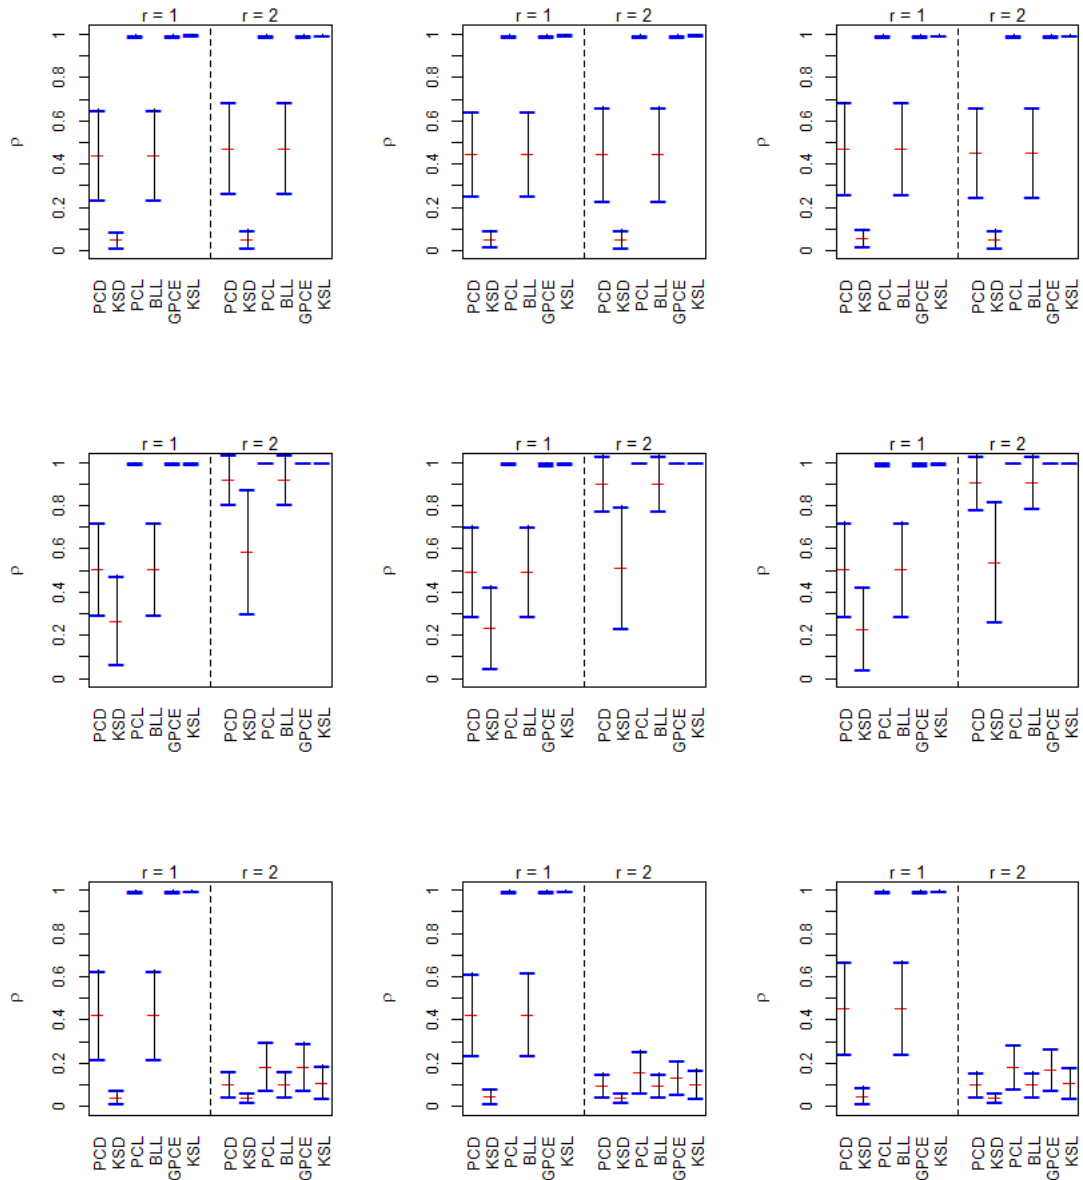 r = 1 r = 2 r = 1 r = 2 r = 1 r = 2
ρ 0 0.2 0.4 0.6 0.8 1 ρ 0 0.2 0.4 0.6 0.8 1 ρ 0 0.2 0.4 0.6 0.8 1
PCD KSD PCL BLL GPCE KSL PCD KSD PCL BLL GPCE KSL PCD KSD PCL BLL GPCE KSL PCD KSD PCL BLL GPCE KSL PCD KSD PCL BLL GPCE KSL PCD KSD PCL BLL GPCE KSL
r = 1 r = 2 r = 1 r = 2 r = 1 r = 2
ρ 0 0.2 0.4 0.6 0.8 1 ρ 0 0.2 0.4 0.6 0.8 1 ρ 0 0.2 0.4 0.6 0.8 1
PCD KSD PCL BLL GPCE KSL PCD KSD PCL BLL GPCE KSL PCD KSD PCL BLL GPCE KSL PCD KSD PCL BLL GPCE KSL PCD KSD PCL BLL GPCE KSL PCD KSD PCL BLL GPCE KSL
r = 1 r = 2 r = 1 r = 2 r = 1 r = 2
ρ 0 0.2 0.4 0.6 0.8 1 ρ 0 0.2 0.4 0.6 0.8 1 ρ 0 0.2 0.4 0.6 0.8 1
PCD KSD PCL BLL GPCE KSL PCD KSD PCL BLL GPCE KSL PCD KSD PCL BLL GPCE KSL PCD KSD PCL BLL GPCE KSL PCD KSD PCL BLL GPCE KSL PCD KSD PCL BLL GPCE KSL